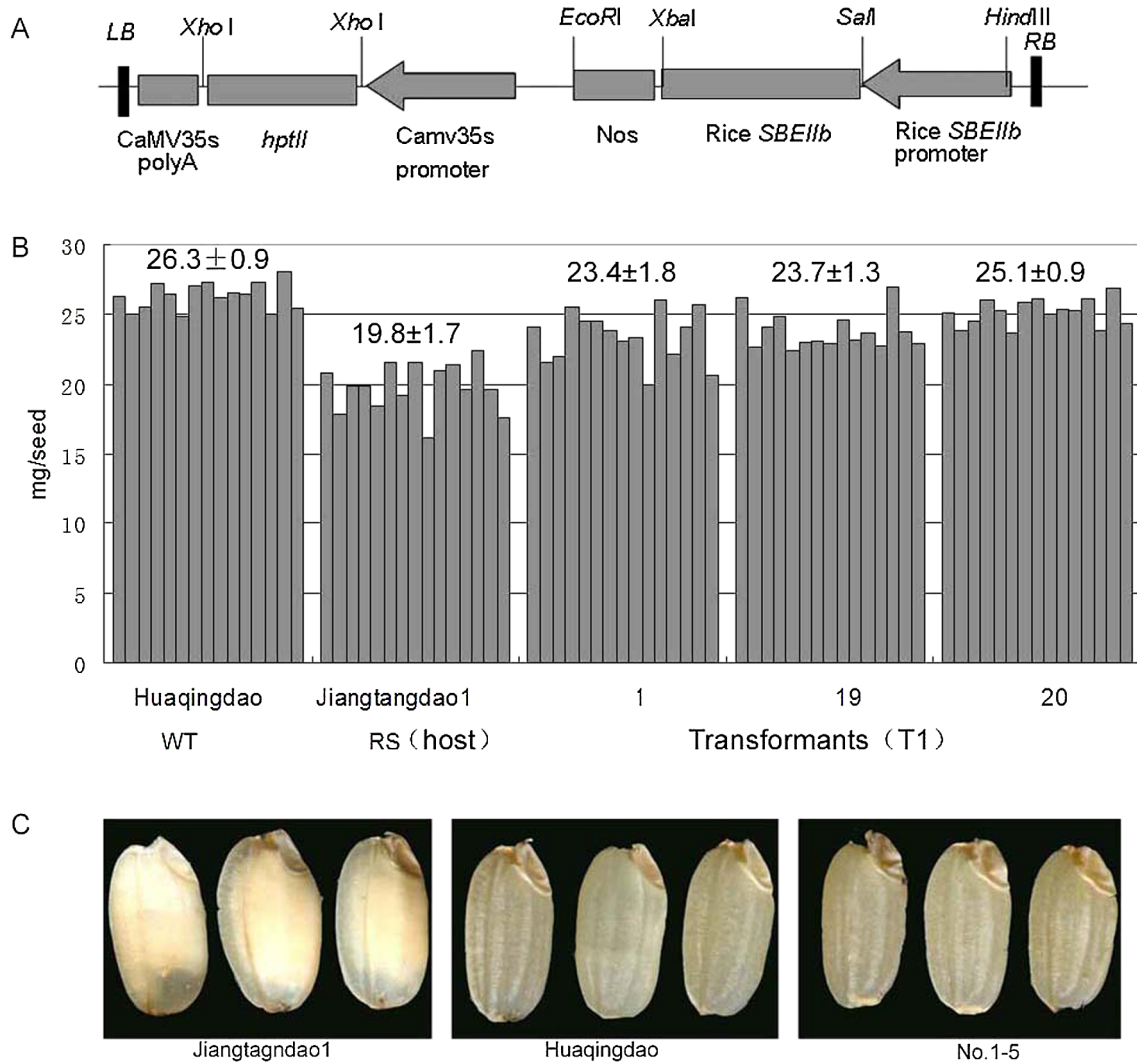 A
LB
Xho I
Xho I
EcoRI
XbaI
SalI
HindIII
RB
CaMV35s
polyA
hptII
Camv35s
promoter
Nos
Rice SBEIIb
Rice SBEIIb
promoter
B
mg/seed
30
25
20
15
10
5
0
26.3±0.9
19.8±1.7
23.4±1.8
23.7±1.3
25.1±0.9
Huaqingdao
Jiangtangdao1
1
19
20
WT
RS（host）
Transformants（T1）
C
Jiangtagndao1
Huaqingdao
No.1-5